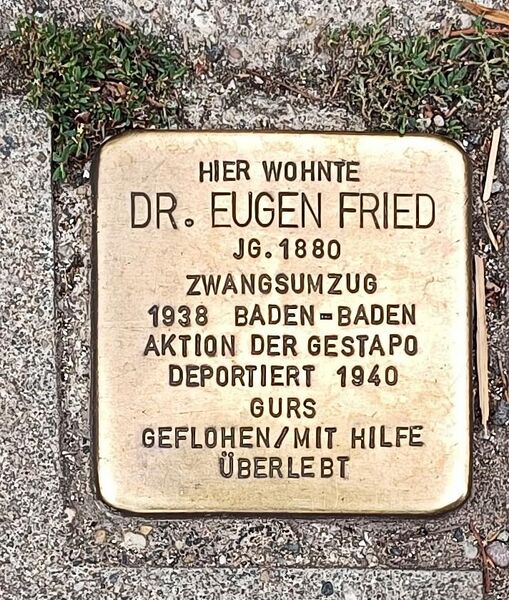 HIER WOHNTE
DR. EUGEN FRIED
JG. 1880
ZWANGSUMZUG
1938 BADEN-BADEN
AKTION DER GESTAPO
DEPORTIERT 1940
GURS
GEFLOHEN/MIT HILFE
ÜBERLEBT